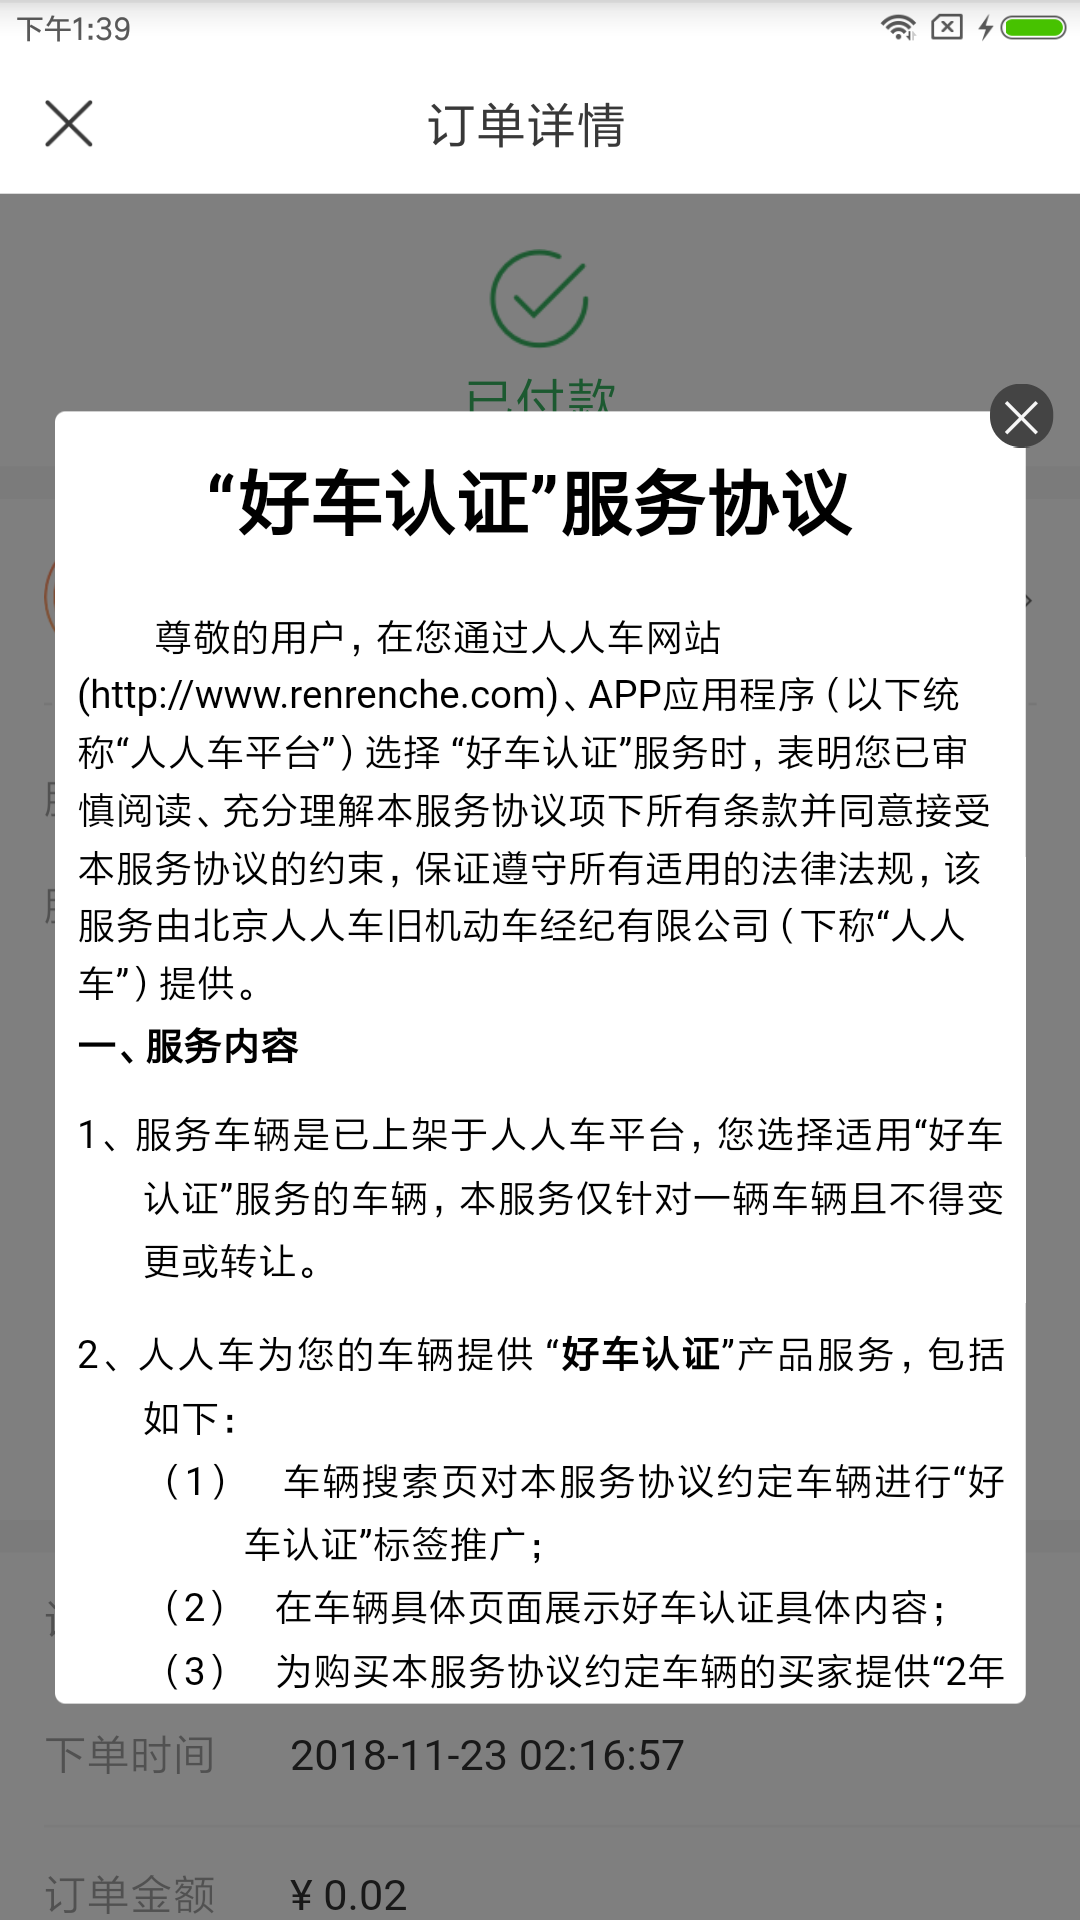 下午1:39
订单详情
已付款
“好车认证”服务协议
尊敬的用户，在您通过人人车网站
(http://www.renrenche.com)、APP应用程序（以下统
称“人人车平台”）选择 “好车认证”服务时，表明您已审
慎阅读、充分理解本服务协议项下所有条款并同意接受
本服务协议的约束，保证遵守所有适用的法律法规，该
服务由北京人人车旧机动车经纪有限公司（下称“人人
车”）提供。
一、服务内容
1、服务车辆是已上架于人人车平台，您选择适用“好车
认证”服务的车辆，本服务仅针对一辆车辆且不得变
更或转让。
2、人人车为您的车辆提供 “好车认证”产品服务，包括
如下：
（1） 车辆搜索页对本服务协议约定车辆进行“好
车认证”标签推广；
（2） 在车辆具体页面展示好车认证具体内容；
（3） 为购买本服务协议约定车辆的买家提供“2年
下单时间 2018-11-23 02:16:57
订单金额 ¥ 0.02